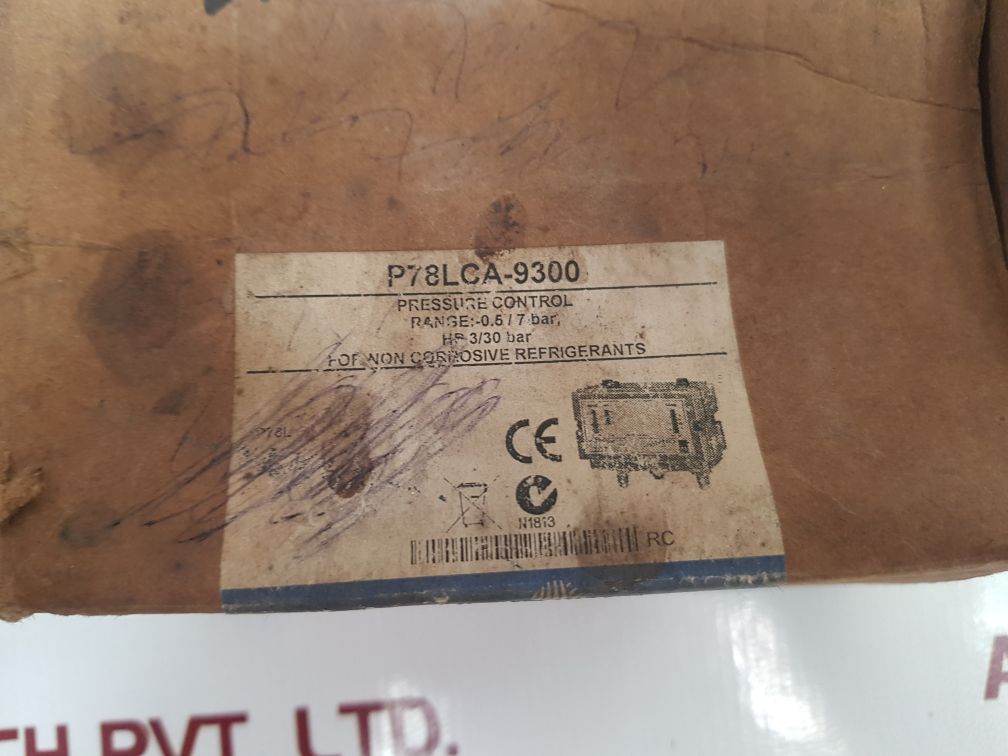 P78LCA-9300
PRESSURE CONTROL
RANGE:-0.5 / 7 bar,
HP 3/30 bar
FOR NON CORROSIVE REFRIGERANTS
P78L
CE
N1813
RC
PVT. LTD.